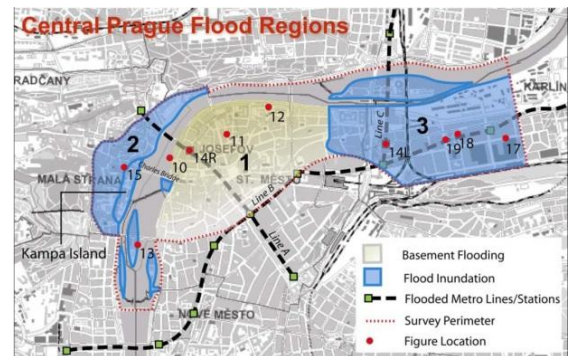 Central Prague Flood Regions
RADČANY
KARLÍN
Line C
12
2
3
11
JOSEFOV
14R
1
14L
19
18
17
10
Charles Bridge
15
MALÁ STRANA
ST. MĚSTO
Line B
Kampa Island
13
Line A
NOVÉ MĚSTO
Basement Flooding
Flood Inundation
Flooded Metro Lines/Stations
Survey Perimeter
Figure Location